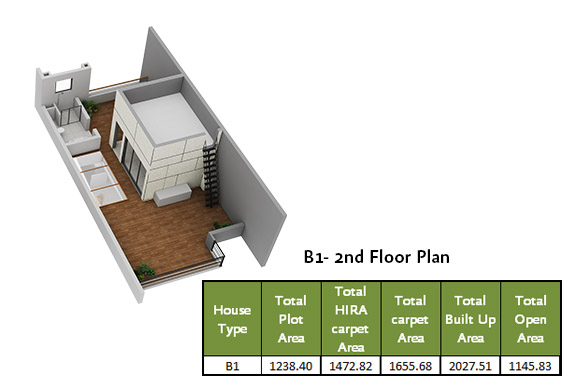 B1- 2nd Floor Plan
House Type Total Plot Area Total HIRA carpet Area Total carpet Area Total Built Up Area Total Open Area
B1 1238.40 1472.82 1655.68 2027.51 1145.83